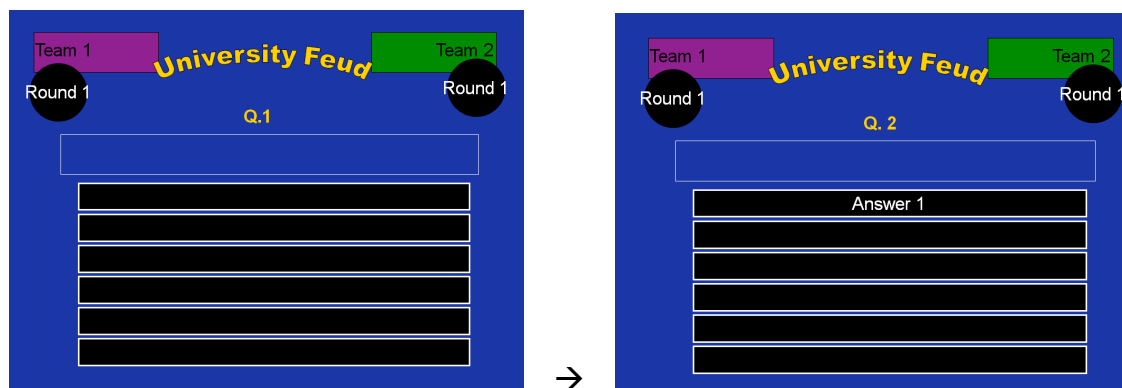 Team 1
University Feud
Team 2
Round 1
Round 1
Q.1
Team 1
University Feud
Team 2
Round 1
Round 1
Q. 2
Answer 1
→